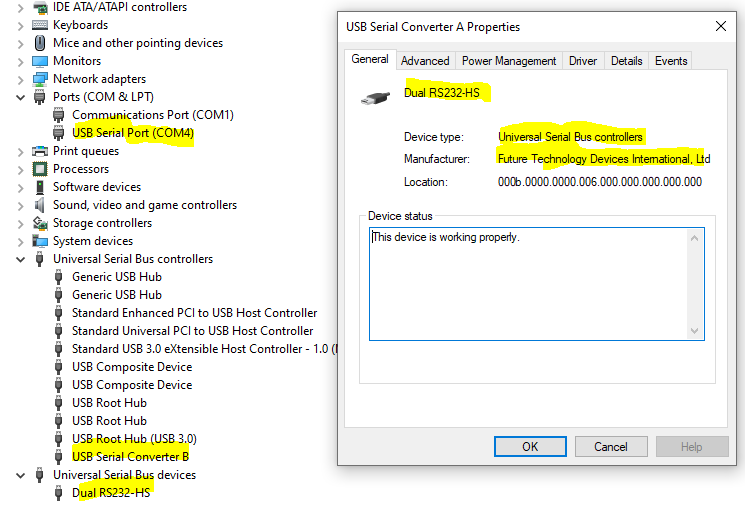 IDE ATA/ATAPI controllers
Keyboards
Mice and other pointing devices
Monitors
Network adapters
Ports (COM & LPT)
Communications Port (COM1)
USB Serial Port (COM4)
Print queues
Processors
Software devices
Sound, video and game controllers
Storage controllers
System devices
Universal Serial Bus controllers
Generic USB Hub
Generic USB Hub
Standard Enhanced PCI to USB Host Controller
Standard Universal PCI to USB Host Controller
Standard USB 3.0 eXtensible Host Controller - 1.0 (
USB Composite Device
USB Composite Device
USB Root Hub
USB Root Hub
USB Root Hub (USB 3.0)
USB Serial Converter B
Universal Serial Bus devices
Dual RS232-HS
USB Serial Converter A Properties
General Advanced Power Management Driver Details Events
Dual RS232-HS
Device type: Universal Serial Bus controllers
Manufacturer: Future Technology Devices International, Ltd
Location: 000b.0000.0000.006.000.000.000.000.000
Device status
This device is working properly.
OK Cancel Help